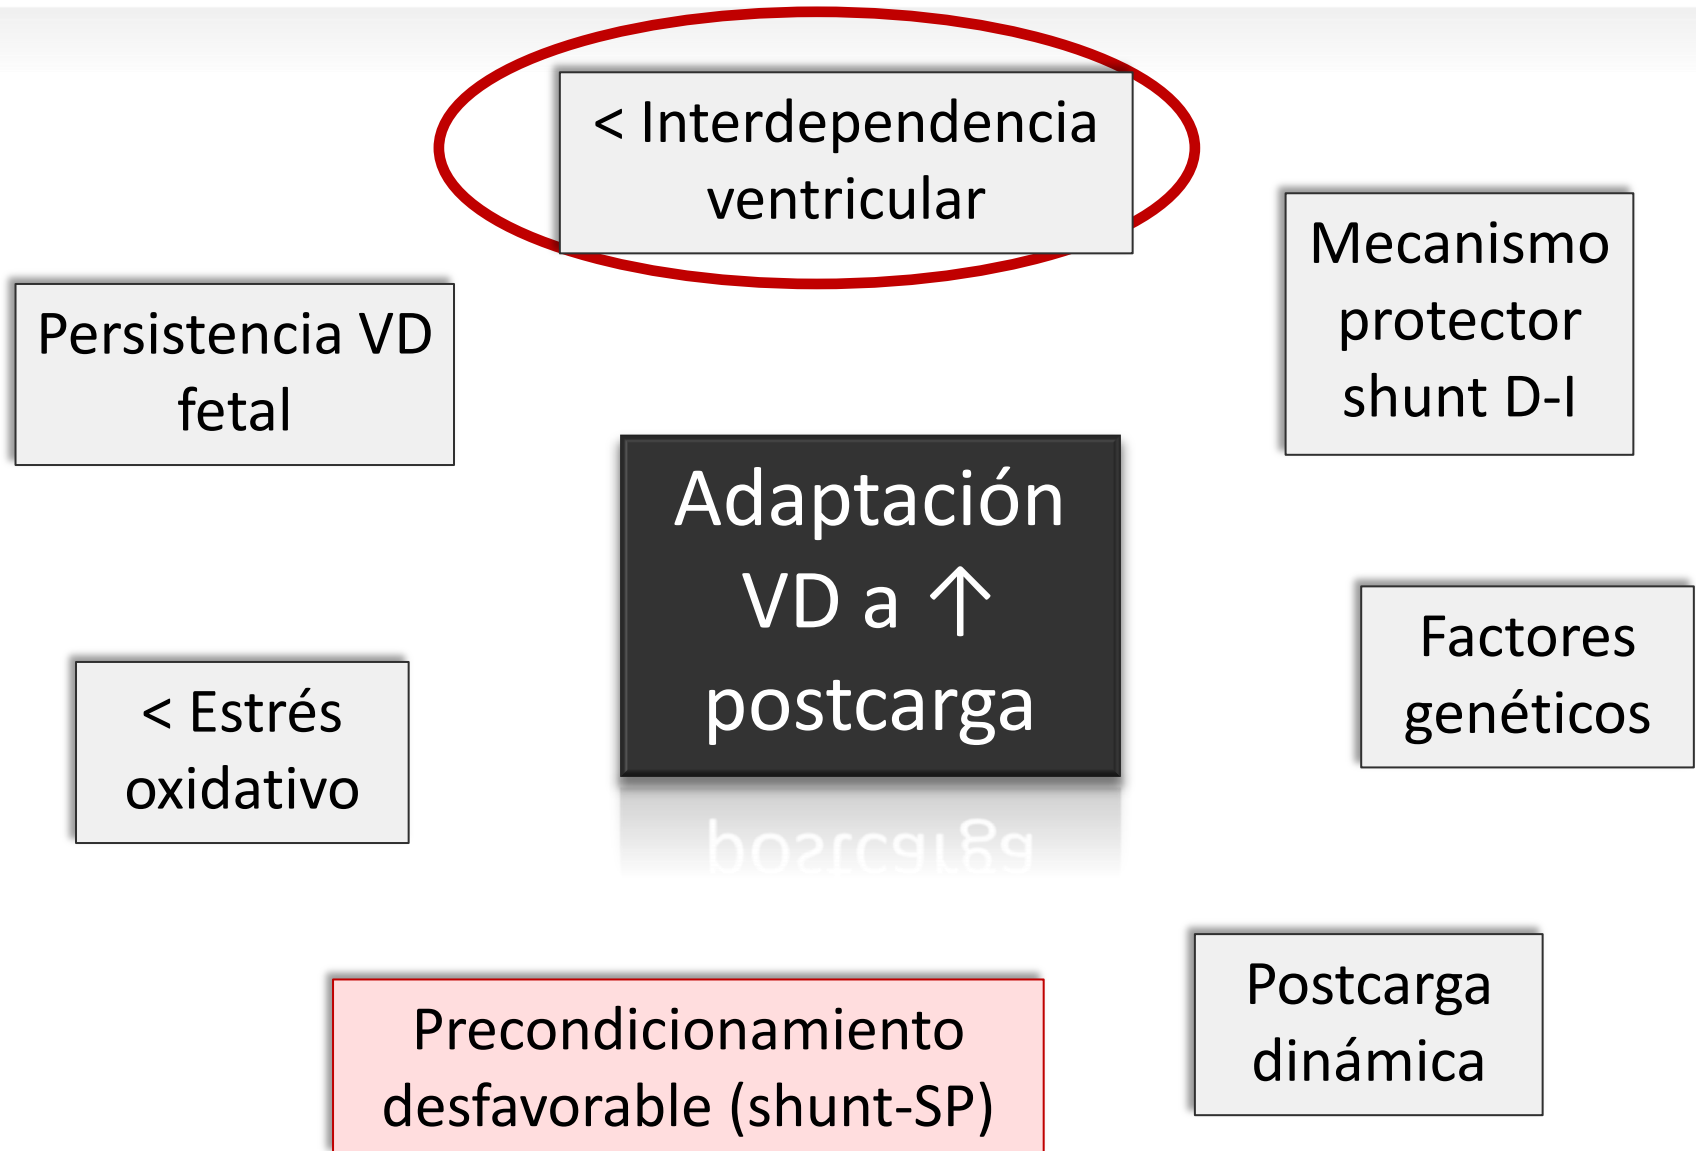 < Interdependencia
ventricular
Mecanismo
protector
shunt D-I
Persistencia VD
fetal
Adaptación
VD a ↑
postcarga
Factores
genéticos
< Estrés
oxidativo
Postcarga
dinámica
Precondicionamiento
desfavorable (shunt-SP)